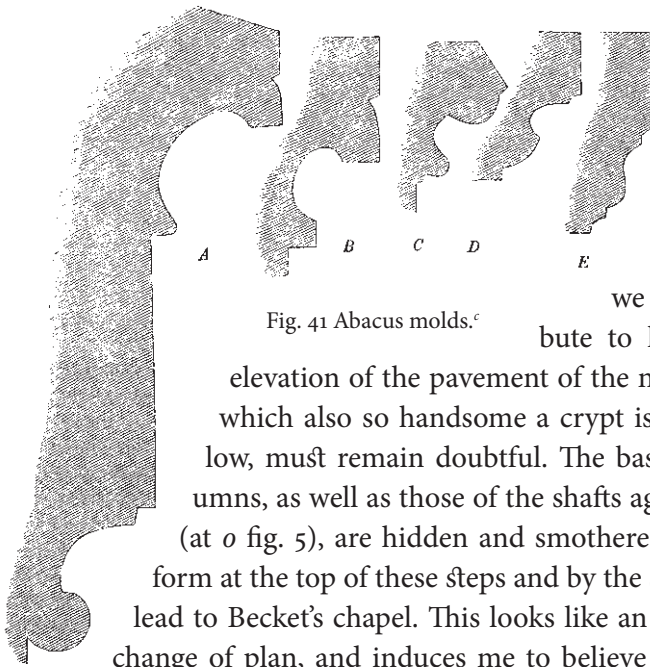 A
B
C
D
E
Fig. 41 Abacus molds.c
we
bute to
elevation of the pavement of the
which also so handsome a crypt is
low, must remain doubtful. The
umns, as well as those of the shafts
(at o fig. 5), are hidden and
form at the top of these steps and by the
lead to Becket's chapel. This looks like an
change of plan, and induces me to believe